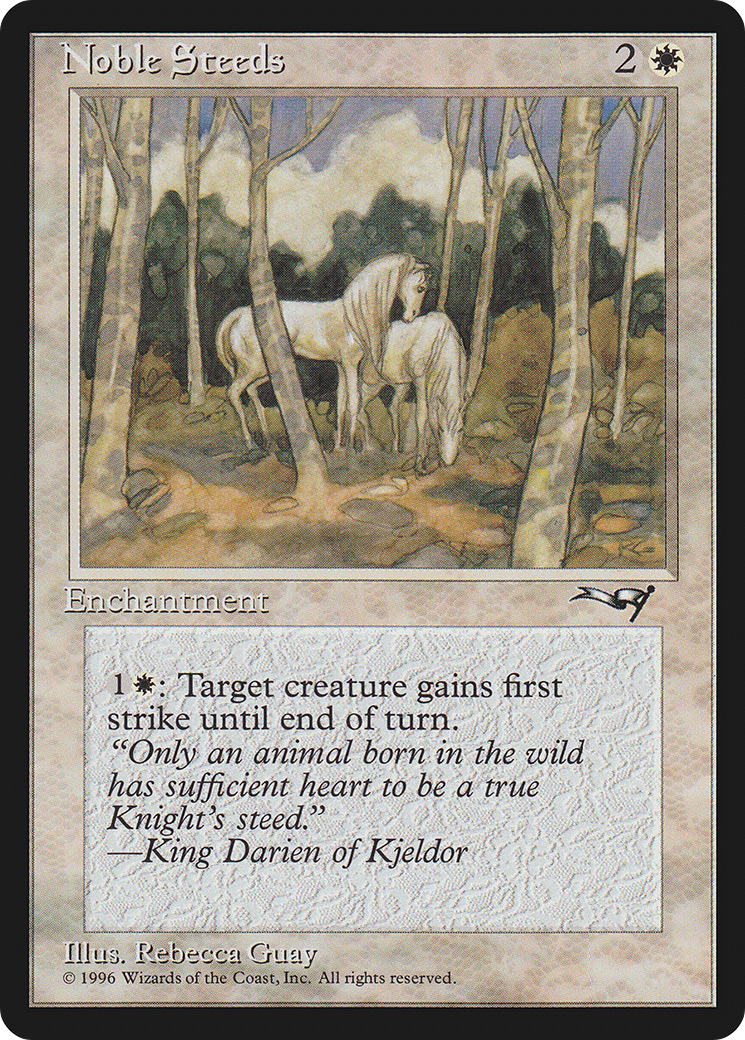 Noble Steeds 2
Enchantment
1 : Target creature gains first
strike until end of turn.
“Only an animal born in the wild
has sufficient heart to be a true
Knight's steed.”
—King Darien of Kjeldor
Illus. Rebecca Guay
© 1996 Wizards of the Coast, Inc. All rights reserved.